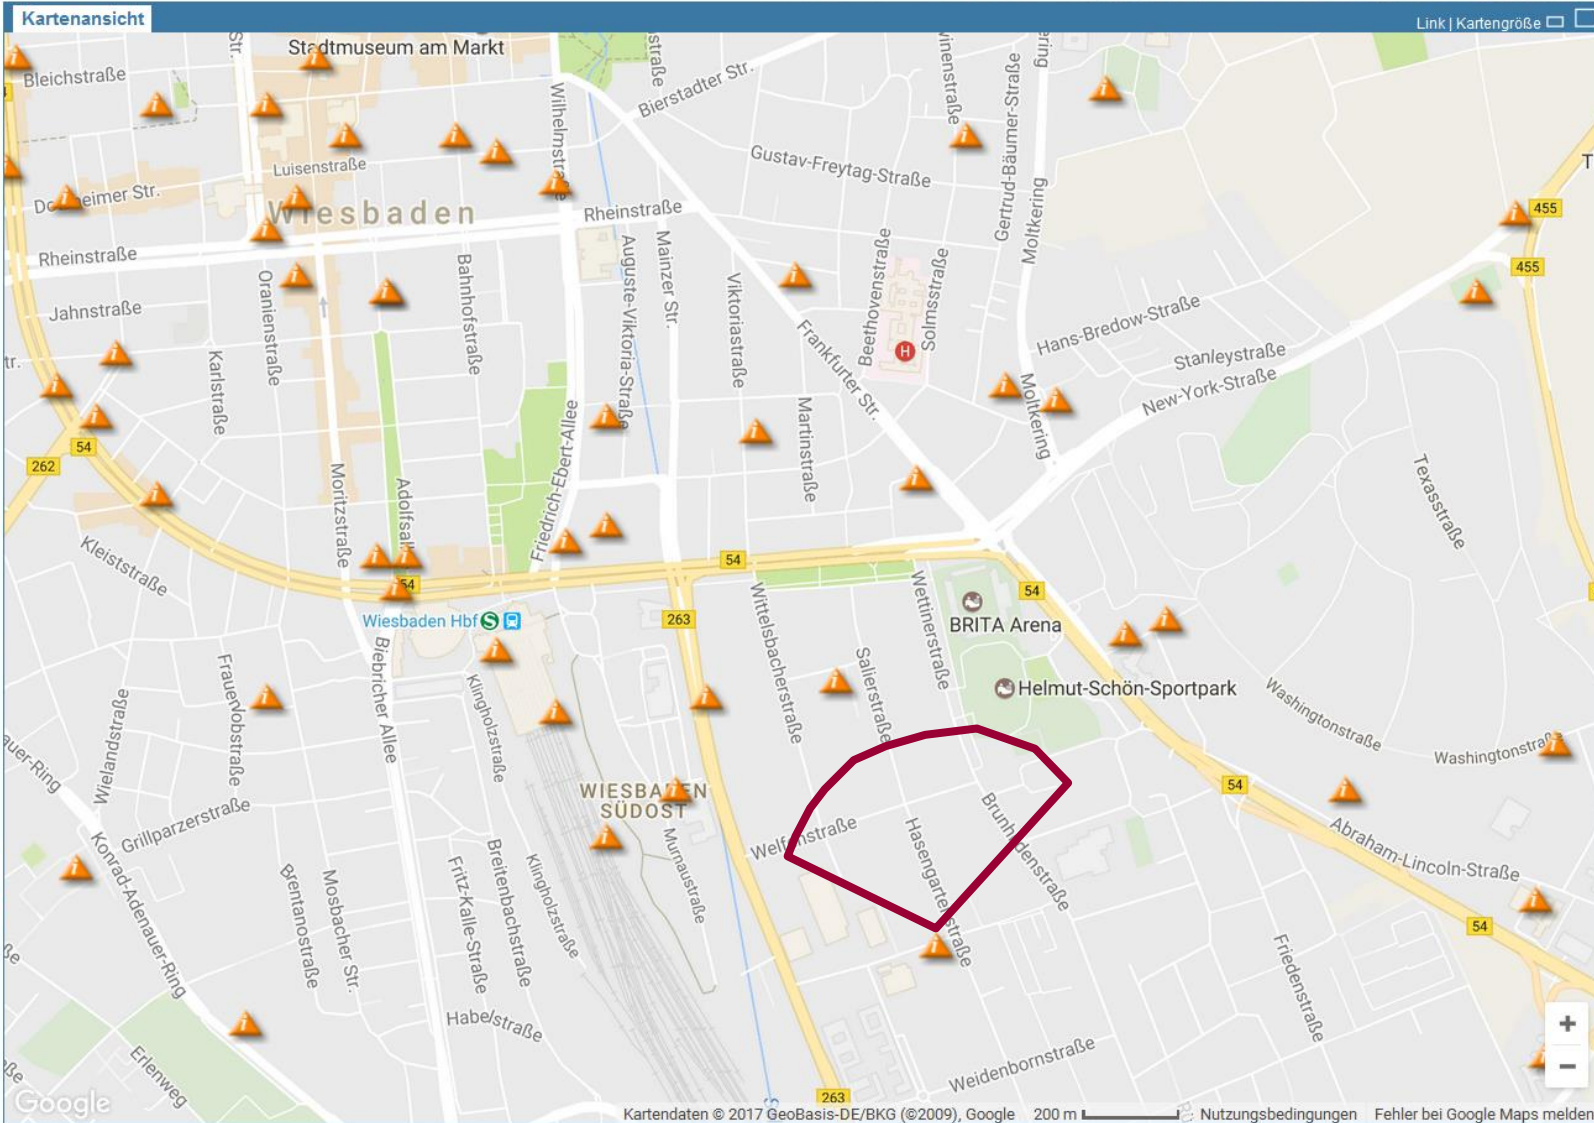 Kartenansicht
Link | Kartengröße
Stadtmuseum am Markt
Bleichstraße
Bierstadter Str.
Wilhelmstraße
Luisenstraße
Gustav-Freytag-Straße
Gertrud-Bäumer-Straße
Moltkering
Wiesbaden
Rheinstraße
Rheinstraße
455
455
Jahnstraße
Oranienstraße
Karlstraße
Bahnhofstraße
Auguste-Viktoria-Straße
Mainzer Str.
Viktoriastraße
Beethovenstraße
Solmsstraße
H
Frankfurter Str.
Martinstraße
Hans-Bredow-Straße
Stanleystraße
New-York-Straße
Moltkering
Texasstraße
54
262
Moritzstraße
Friedrich-Ebert-Allee
Kleiststraße
54
54
54
Wiesbaden Hbf
S
263
Wittelsbacherstraße
Wettinerstraße
Salierstraße
BRITA Arena
Helmut-Schön-Sportpark
Washingtonstraße
Washingtonstraße
Wielandstraße
Frauenlobstraße
Biebricher Allee
Klingholzstraße
WIESBADEN
SÜDOST
54
Grillparzerstraße
Konrad-Adenauer-Ring
Brentanostraße
Mosbacher Str.
Fritz-Kalle-Straße
Breitenbachstraße
Klingholzstraße
Murnaustraße
Welfenstraße
Hasengartenstraße
Brunhildenstraße
Abraham-Lincoln-Straße
54
Friedenstraße
Habelstraße
Weidenbornstraße
Erlenweg
263
+
−
Google
Kartendaten © 2017 GeoBasis-DE/BKG (©2009), Google
200 m
Nutzungsbedingungen
Fehler bei Google Maps melden